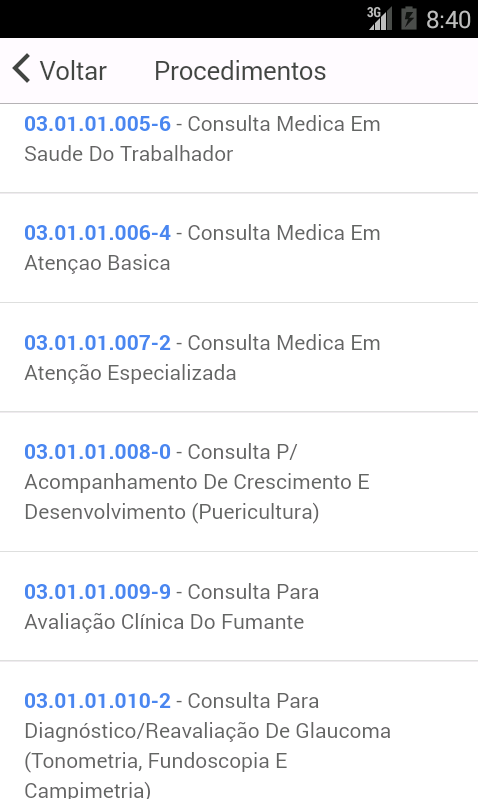 3G 8:40
Voltar Procedimentos
03.01.01.005-6 - Consulta Medica Em
Saude Do Trabalhador
03.01.01.006-4 - Consulta Medica Em
Atençao Basica
03.01.01.007-2 - Consulta Medica Em
Atenção Especializada
03.01.01.008-0 - Consulta P/
Acompanhamento De Crescimento E
Desenvolvimento (Puericultura)
03.01.01.009-9 - Consulta Para
Avaliação Clínica Do Fumante
03.01.01.010-2 - Consulta Para
Diagnóstico/Reavaliação De Glaucoma
(Tonometria, Fundoscopia E
Campimetria)